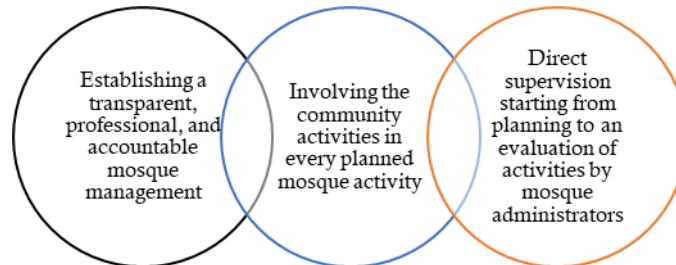 Establishing a
transparent,
professional, and
accountable
mosque
management
Involving the
community
activities in
every planned
mosque activity
Direct
supervision
starting from
planning to an
evaluation of
activities by
mosque
administrators